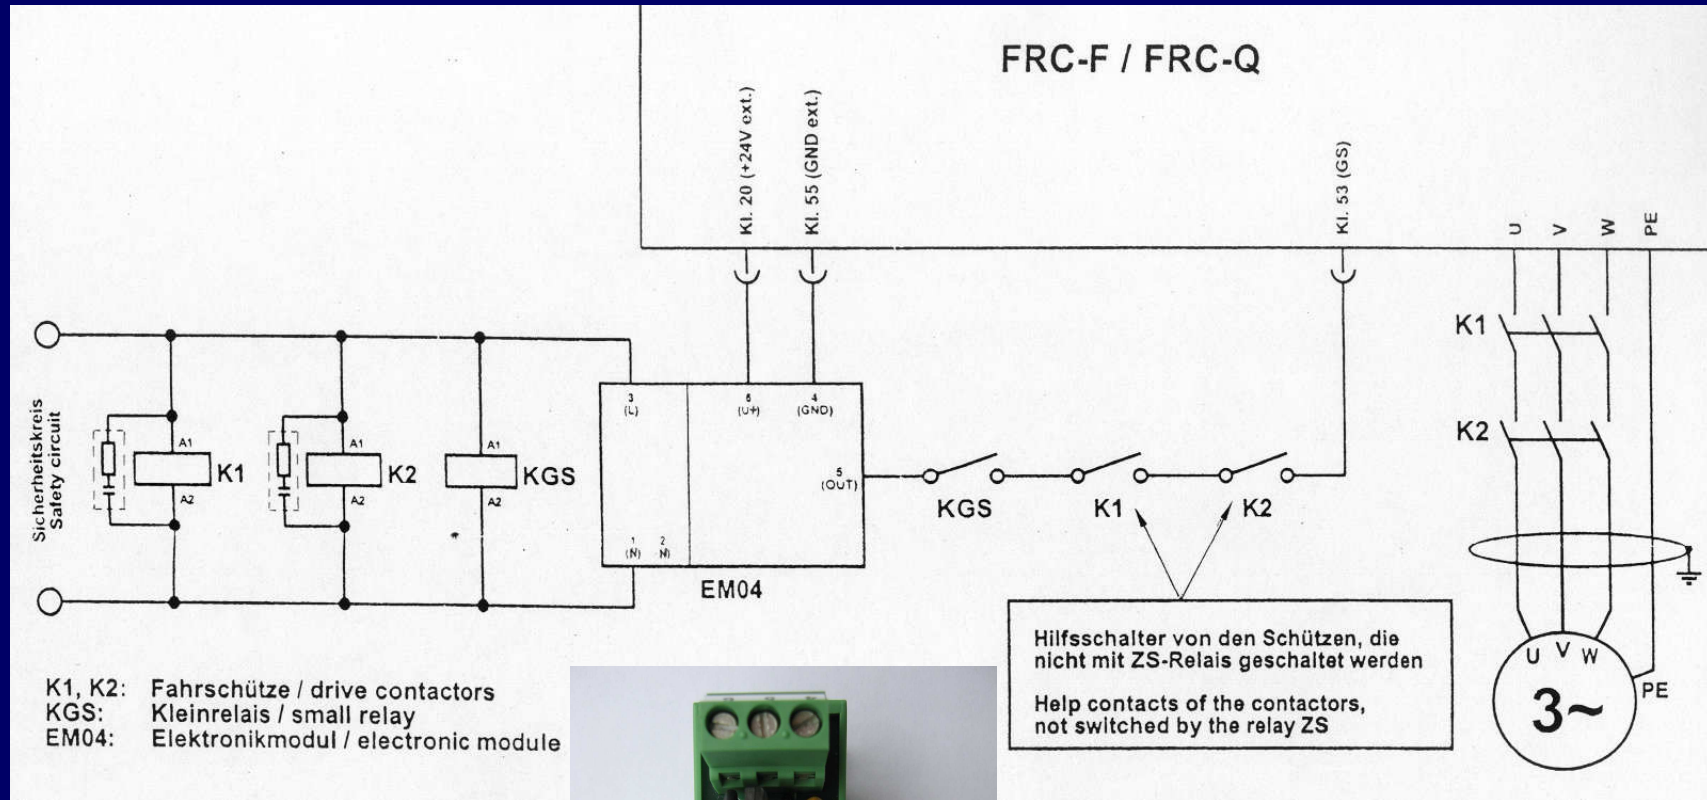 FRC-F / FRC-Q
Kl. 20 (+24V ext.)
Kl. 55 (GND ext.)
Kl. 53 (GS)
U
V
W
PE
K1
K2
Sicherheitskreis
Safety circuit
A1
A2
K1
A1
A2
K2
A1
A2
KGS
3
(L)
(U+)
4
(GND)
5
(OUT)
1
(N)
2
N)
EM04
KGS
K1
K2
Hilfsschalter von den Schützen, die
nicht mit ZS-Relais geschaltet werden
Help contacts of the contactors,
not switched by the relay ZS
U V W
3~
PE
K1, K2: Fahrschütze / drive contactors
KGS: Kleinrelais / small relay
EM04: Elektronikmodul / electronic module